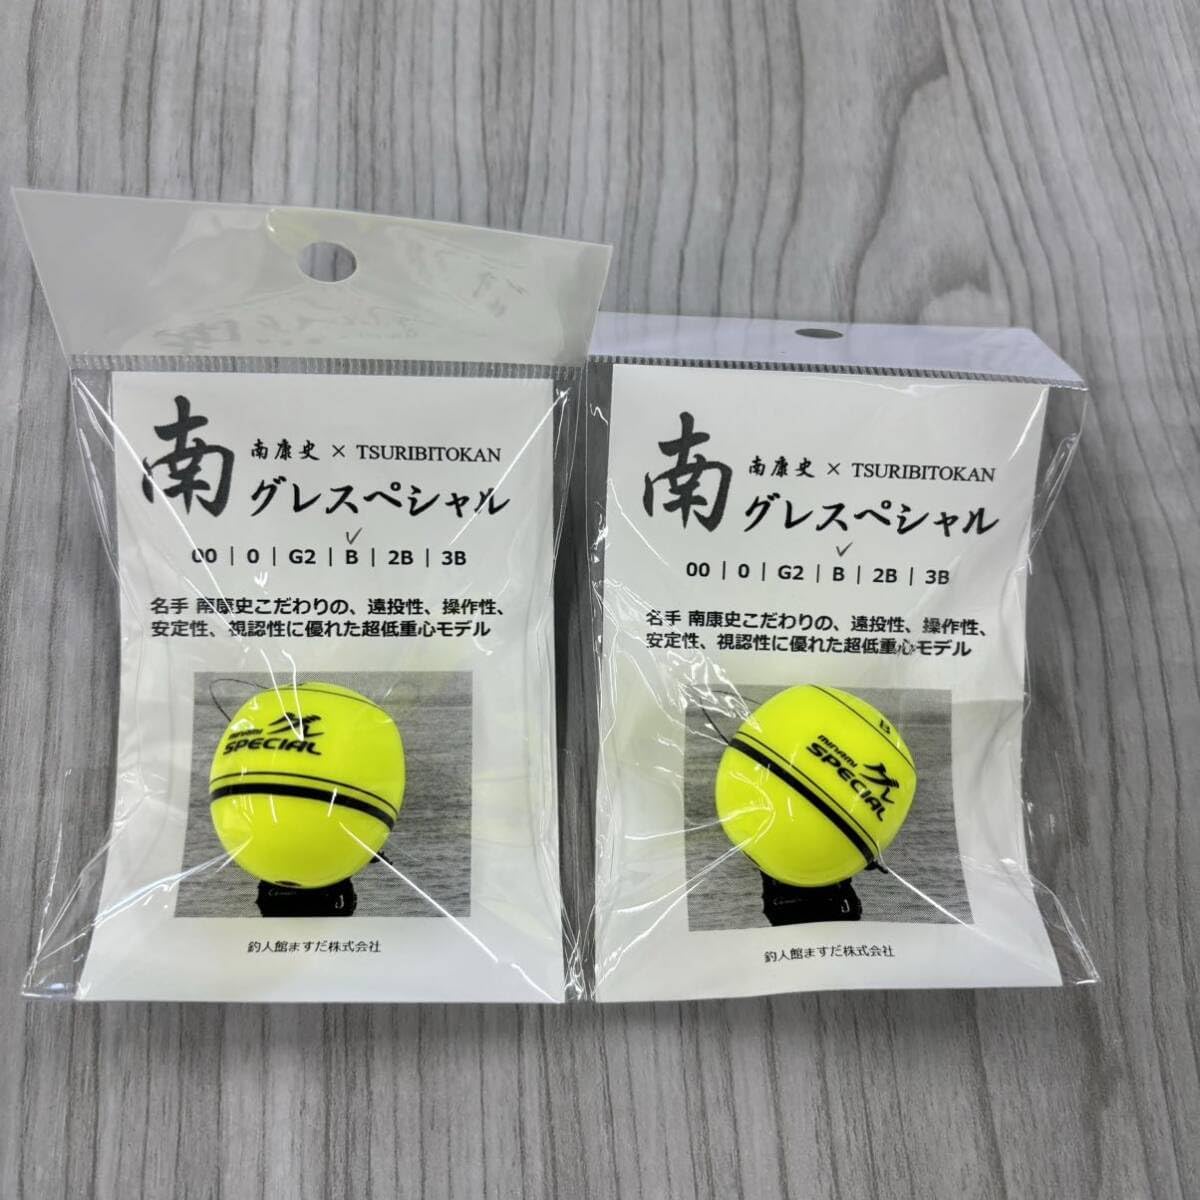 南
南康史 × TSURIBITOKAN
グレスペシャル
00 | 0 | G2 | B | 2B | 3B
名手 南康史こだわりの、遠投性、操作性、
安定性、視認性に優れた超低重心モデル
MINAMI グレ
SPECIAL
釣人館ますだ株式会社
南
南康史 × TSURIBITOKAN
グレスペシャル
00 | 0 | G2 | B | 2B | 3B
名手 南康史こだわりの、遠投性、操作性、
安定性、視認性に優れた超低重心モデル
B
MINAMI グレ
SPECIAL
釣人館ますだ株式会社